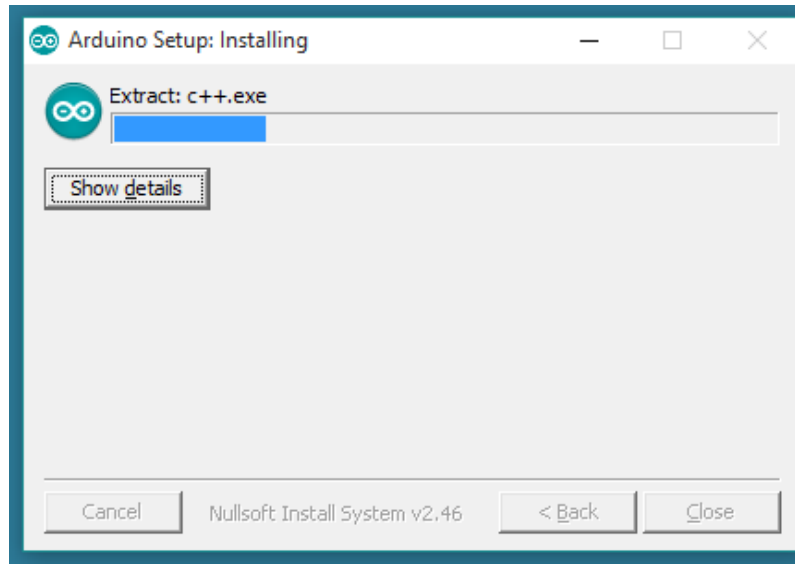 Arduino Setup: Installing
Extract: c++.exe
Show details
Cancel
Nullsoft Install System v2.46
< Back
Close